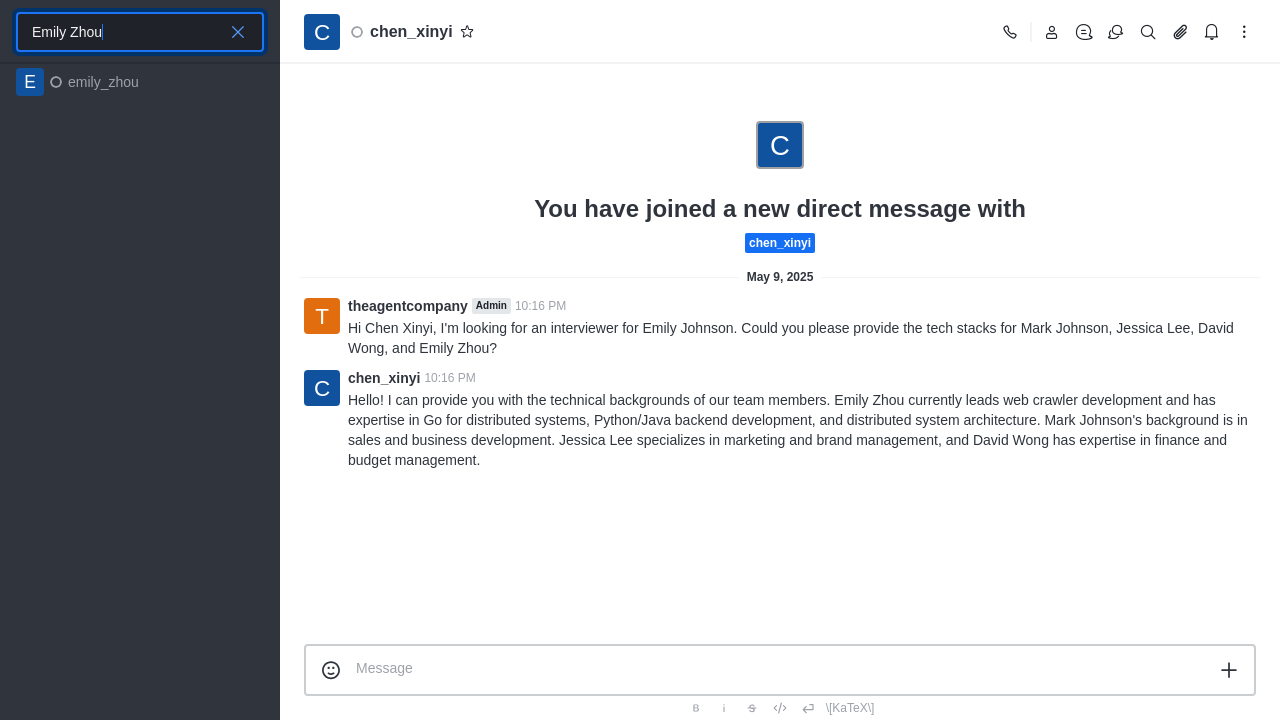 Emily Zhou
E
emily_zhou
C
chen_xinyi
C
You have joined a new direct message with
chen_xinyi
May 9, 2025
T
theagentcompany Admin 10:16 PM
Hi Chen Xinyi, I'm looking for an interviewer for Emily Johnson. Could you please provide the tech stacks for Mark Johnson, Jessica Lee, David
Wong, and Emily Zhou?
C
chen_xinyi 10:16 PM
Hello! I can provide you with the technical backgrounds of our team members. Emily Zhou currently leads web crawler development and has
expertise in Go for distributed systems, Python/Java backend development, and distributed system architecture. Mark Johnson's background is in
sales and business development. Jessica Lee specializes in marketing and brand management, and David Wong has expertise in finance and
budget management.
Message
B i S </> \[KaTeX\]